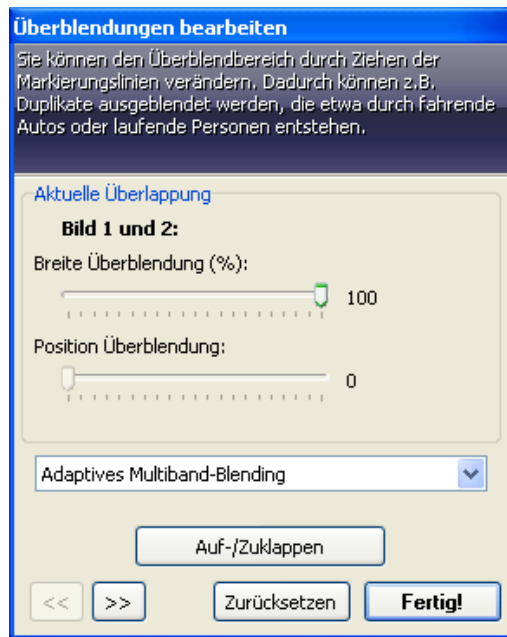 Überblendungen bearbeiten
Sie können den Überblendbereich durch Ziehen der
Markierungslinien verändern. Dadurch können z.B.
Duplikate ausgeblendet werden, die etwa durch fahrende
Autos oder laufende Personen entstehen.
Aktuelle Überlappung
Bild 1 und 2:
Breite Überblendung (%):
100
Position Überblendung:
0
Adaptives Multiband-Blending
Auf-/Zuklappen
<< >> Zurücksetzen Fertig!